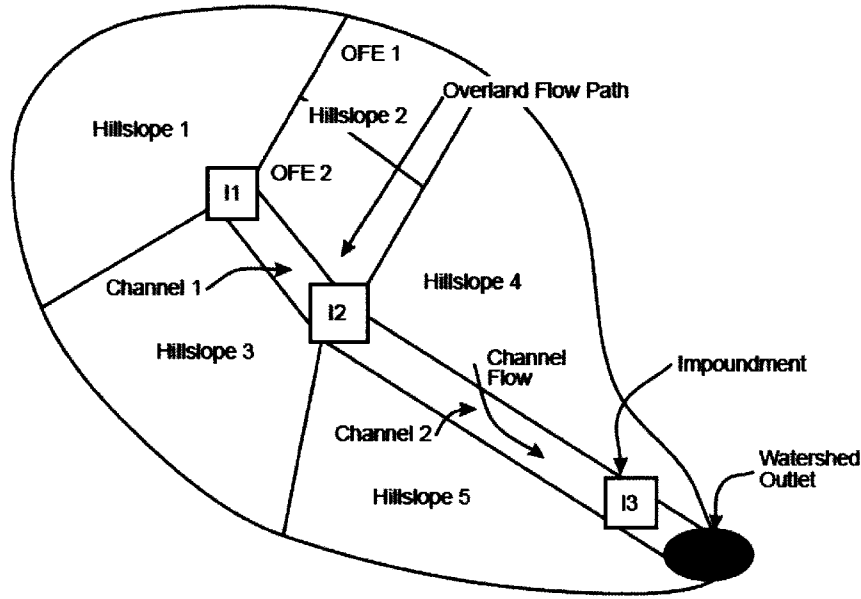 OFE 1
Overland Flow Path
Hillslope 1
Hillslope 2
OFE 2
I1
Channel 1
Hillslope 4
I2
Hillslope 3
Channel
Flow
Impoundment
Channel 2
Watershed
Outlet
Hillslope 5
I3